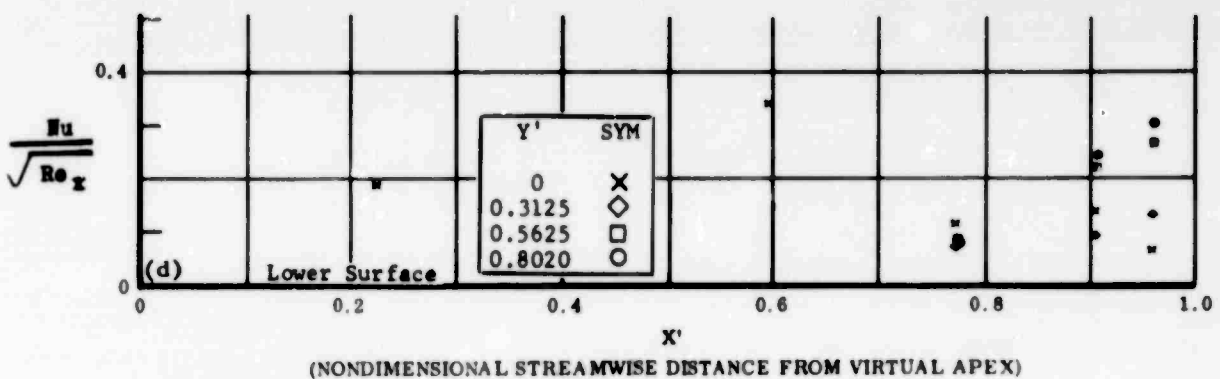 0.4
Nu
√Re x
Y' SYM
0 ×
0.3125 ◇
0.5625 □
0.8020 ○
(d) Lower Surface
0
0 0.2 0.4 0.6 0.8 1.0
X'
(NONDIMENSIONAL STREAMWISE DISTANCE FROM VIRTUAL APEX)